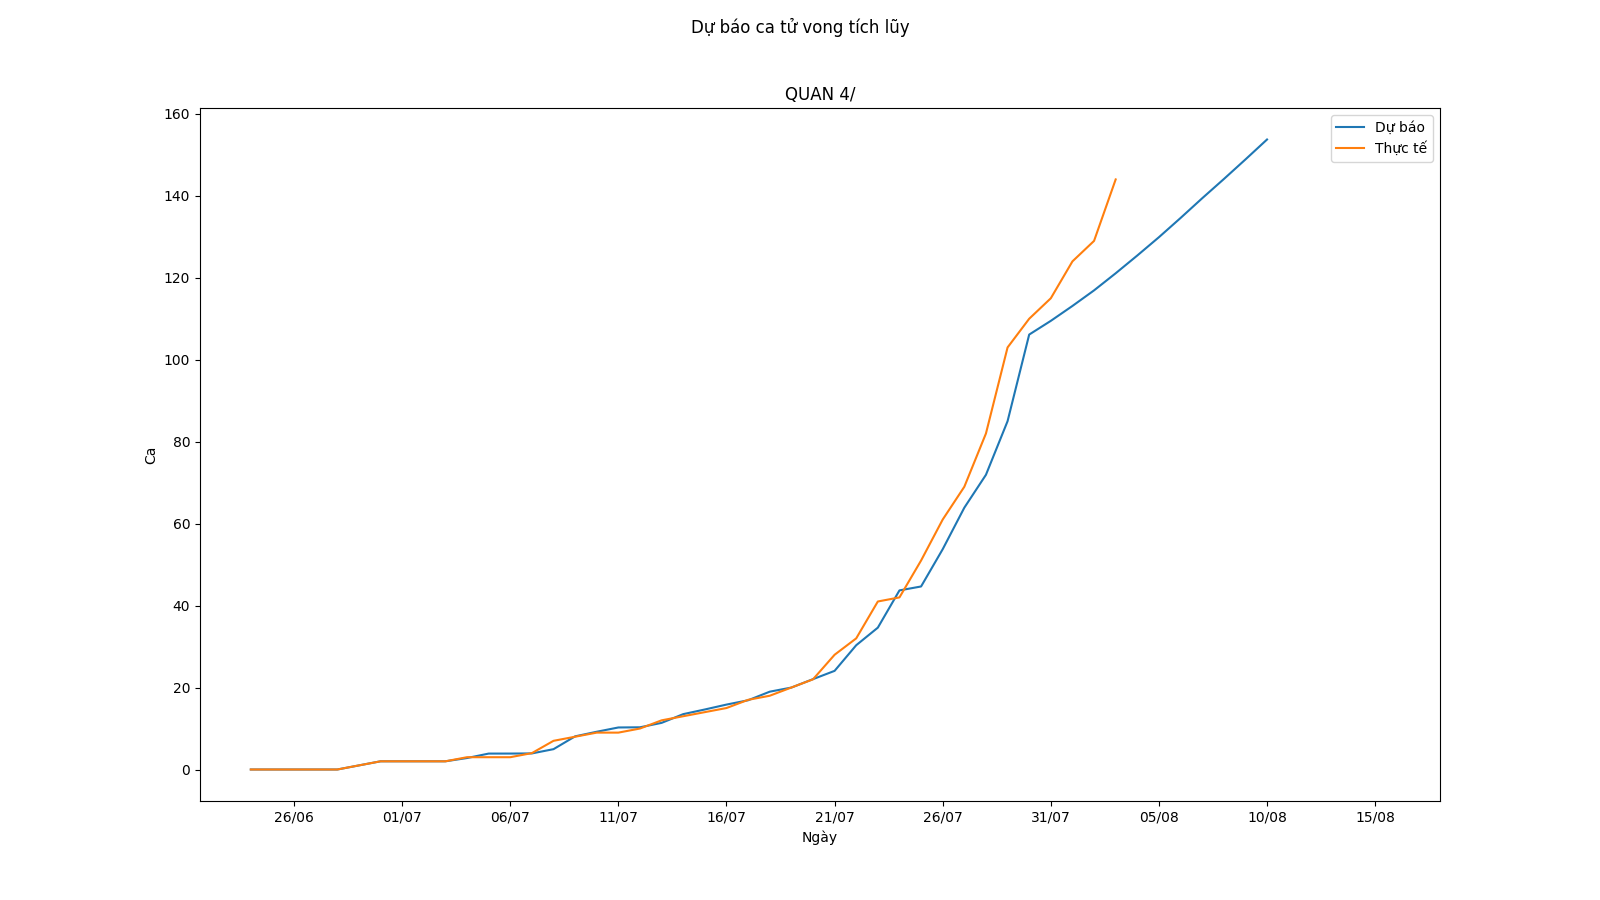 Dự báo ca tử vong tích lũy
QUAN 4/
160
140
120
100
80
60
40
20
0
Ca
Dự báo
Thực tế
26/06 01/07 06/07 11/07 16/07 21/07 26/07 31/07 05/08 10/08 15/08
Ngày